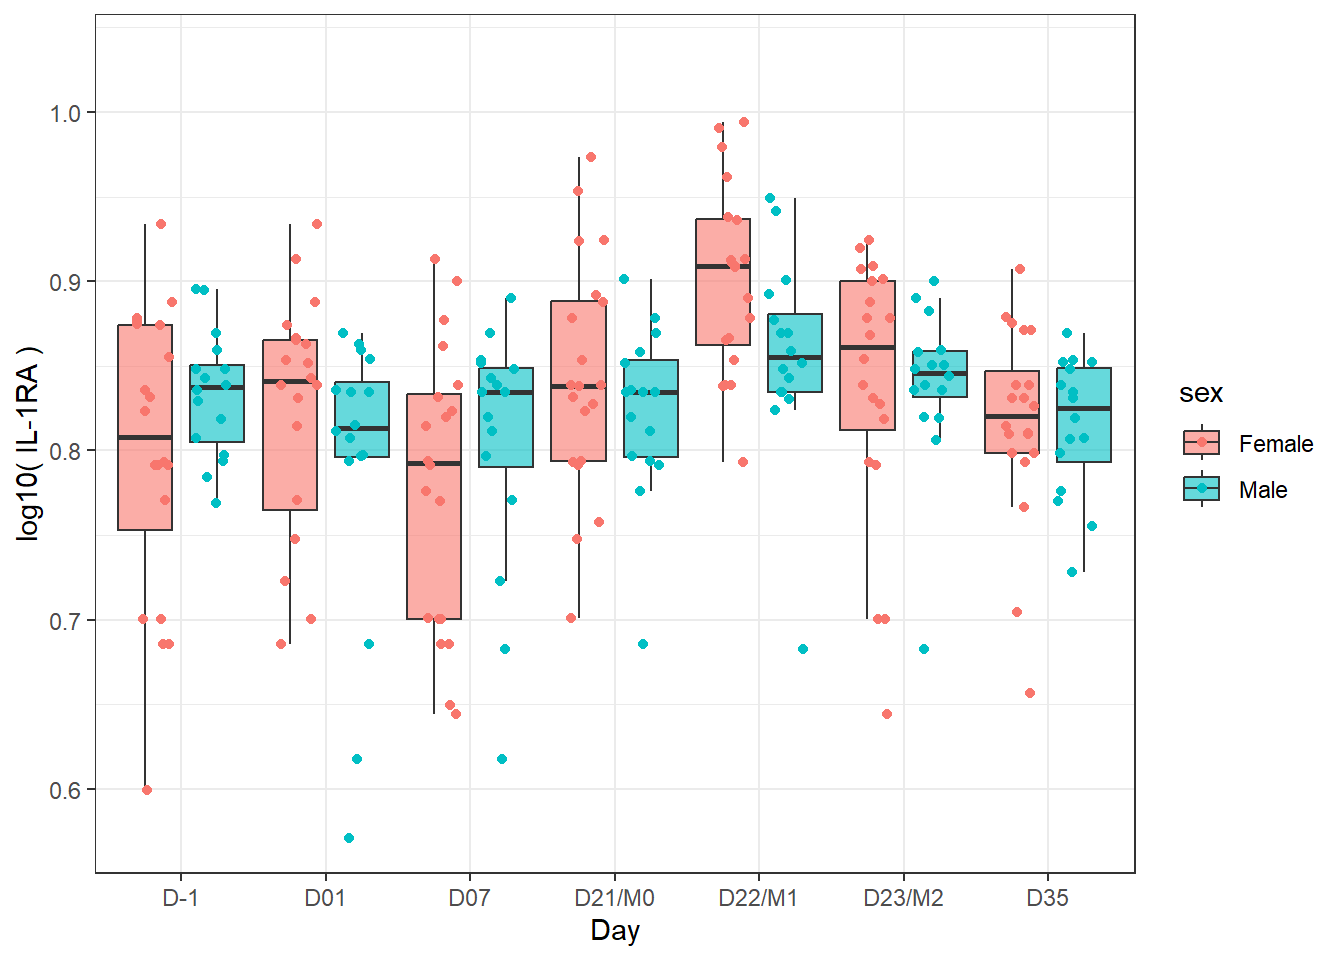 log10( IL-1RA )
1.0
0.9
0.8
0.7
0.6
D-1
D01
D07
D21/M0
D22/M1
D23/M2
D35
Day
sex
Female
Male